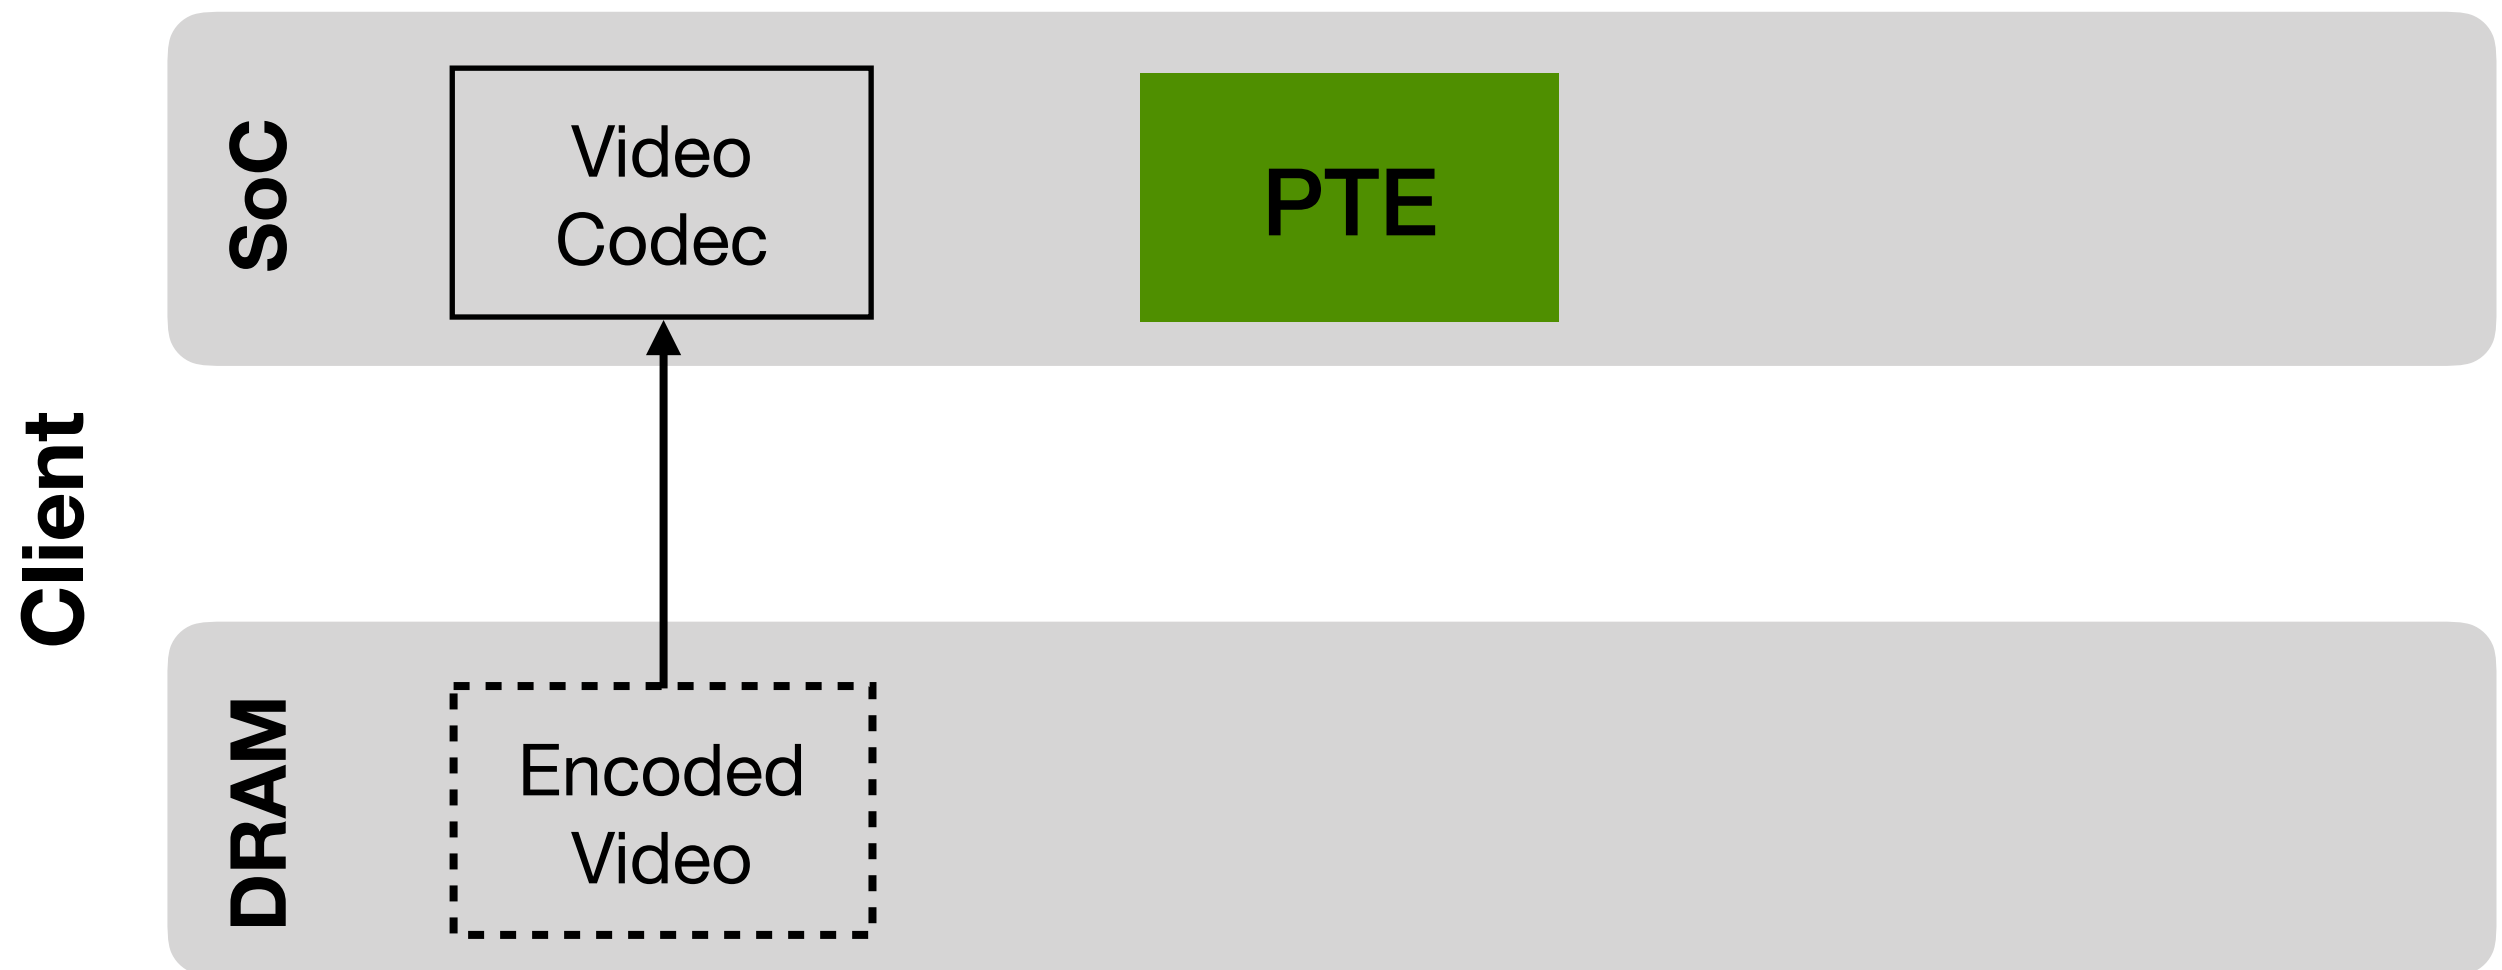 Client
SoC
Video
Codec
PTE
DRAM
Encoded
Video